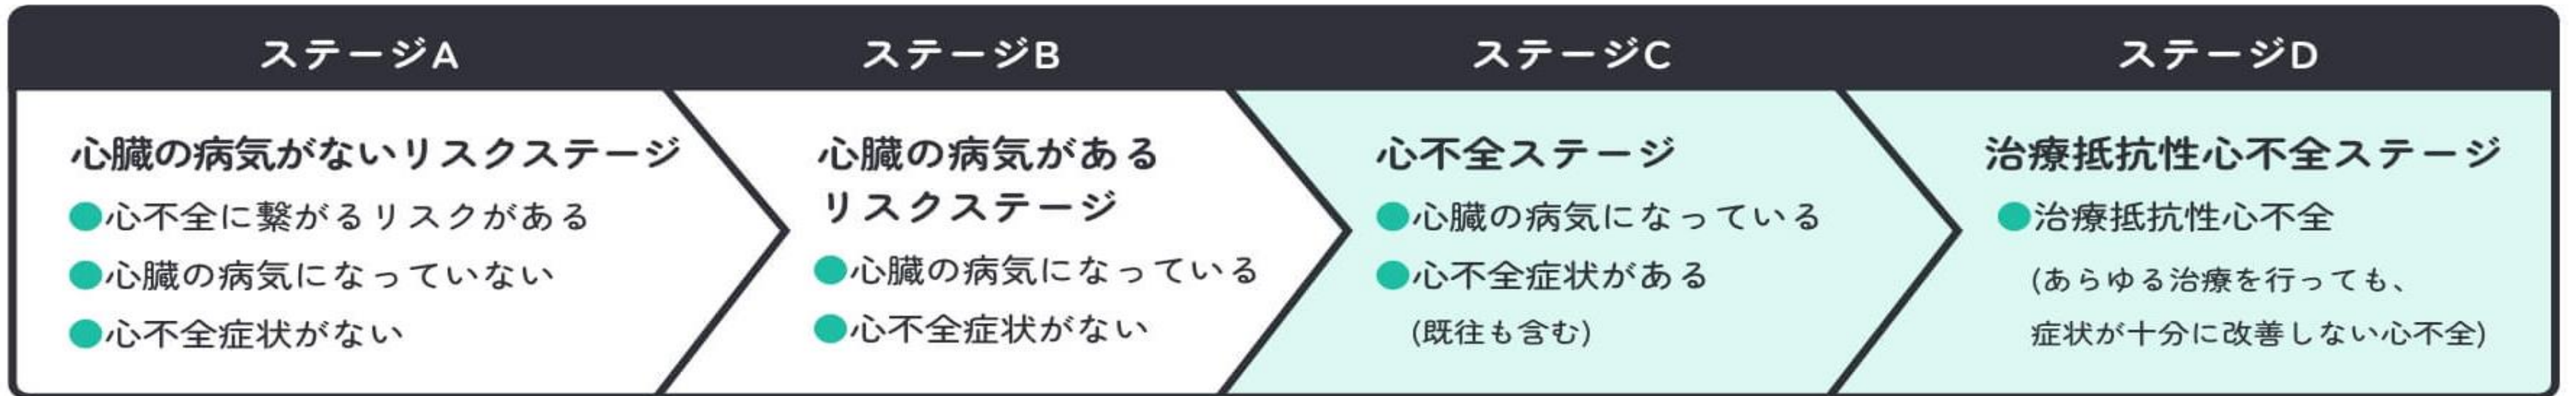 ステージA
心臓の病気がないリスクステージ
●心不全に繋がるリスクがある
●心臓の病気になっていない
●心不全症状がない
ステージB
心臓の病気がある
リスクステージ
●心臓の病気になっている
●心不全症状がない
ステージC
心不全ステージ
●心臓の病気になっている
●心不全症状がある
(既往も含む)
ステージD
治療抵抗性心不全ステージ
●治療抵抗性心不全
(あらゆる治療を行っても、
症状が十分に改善しない心不全)